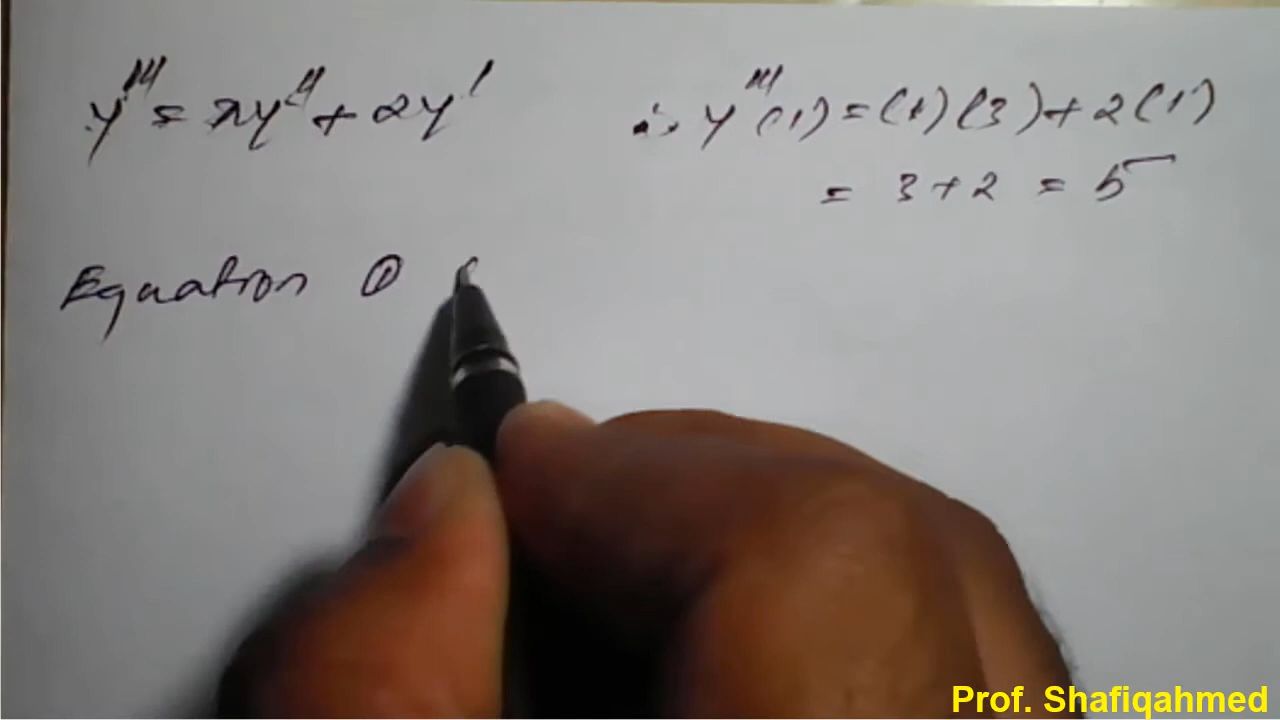 y''' = xy'' + 2y'
∴ y'''(1) = (1)(3) + 2(1)
= 3 + 2 = 5
Equation ①
Prof. Shafiqahmed